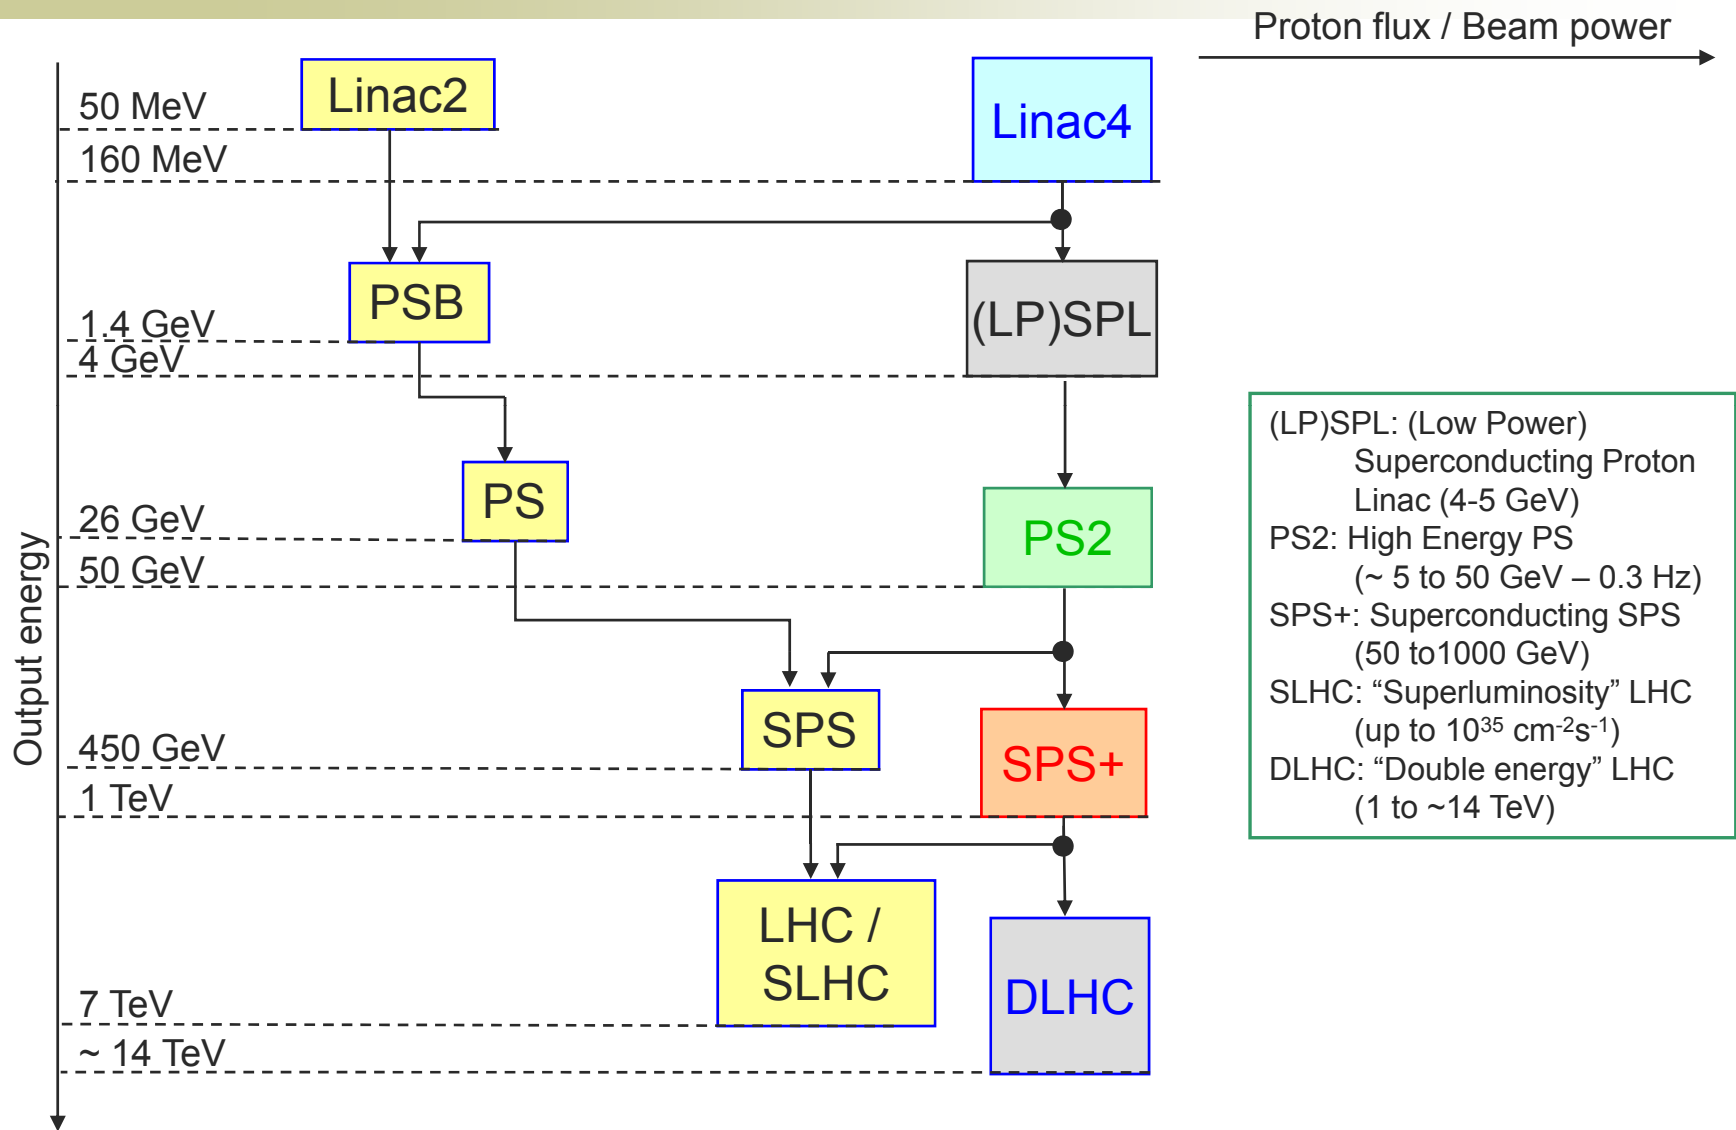 Proton flux / Beam power
Linac2
Linac4
50 MeV
160 MeV
PSB
(LP)SPL
1.4 GeV
4 GeV
PS
PS2
26 GeV
50 GeV
Output energy
SPS
SPS+
450 GeV
1 TeV
LHC /
SLHC
DLHC
7 TeV
~ 14 TeV
(LP)SPL: (Low Power)
Superconducting Proton
Linac (4-5 GeV)
PS2: High Energy PS
(~ 5 to 50 GeV – 0.3 Hz)
SPS+: Superconducting SPS
(50 to1000 GeV)
SLHC: “Superluminosity” LHC
(up to 10³⁵ cm⁻²s⁻¹)
DLHC: “Double energy” LHC
(1 to ~14 TeV)